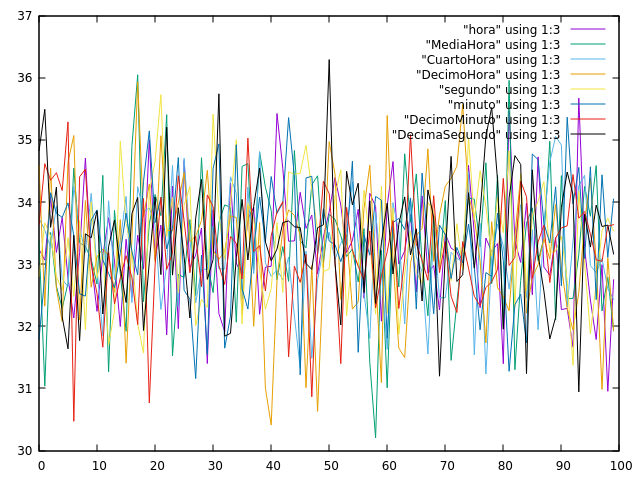 37
36
35
34
33
32
31
30
0 10 20 30 40 50 60 70 80 90 100
"hora" using 1:3
"MediaHora" using 1:3
"CuartoHora" using 1:3
"DecimoHora" using 1:3
"segundo" using 1:3
"minuto" using 1:3
"DecimoMinuto" using 1:3
"DecimaSegundo" using 1:3